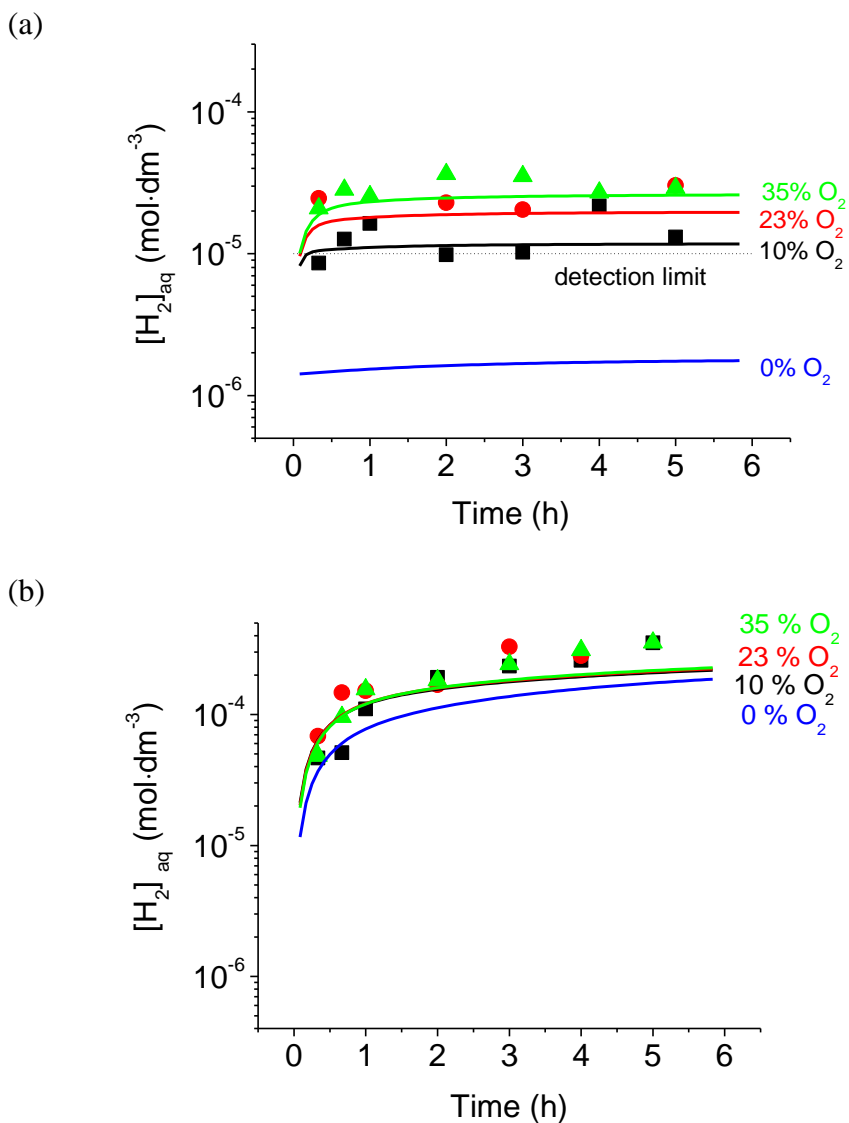 (a)
10⁻⁴
35% O₂
23% O₂
10⁻⁵
10% O₂
detection limit
0% O₂
10⁻⁶
[H₂]aq (mol·dm⁻³)
0 1 2 3 4 5 6
Time (h)
(b)
35 % O₂
23 % O₂
10 % O₂
0 % O₂
10⁻⁴
10⁻⁵
10⁻⁶
[H₂] aq (mol·dm⁻³)
0 1 2 3 4 5 6
Time (h)